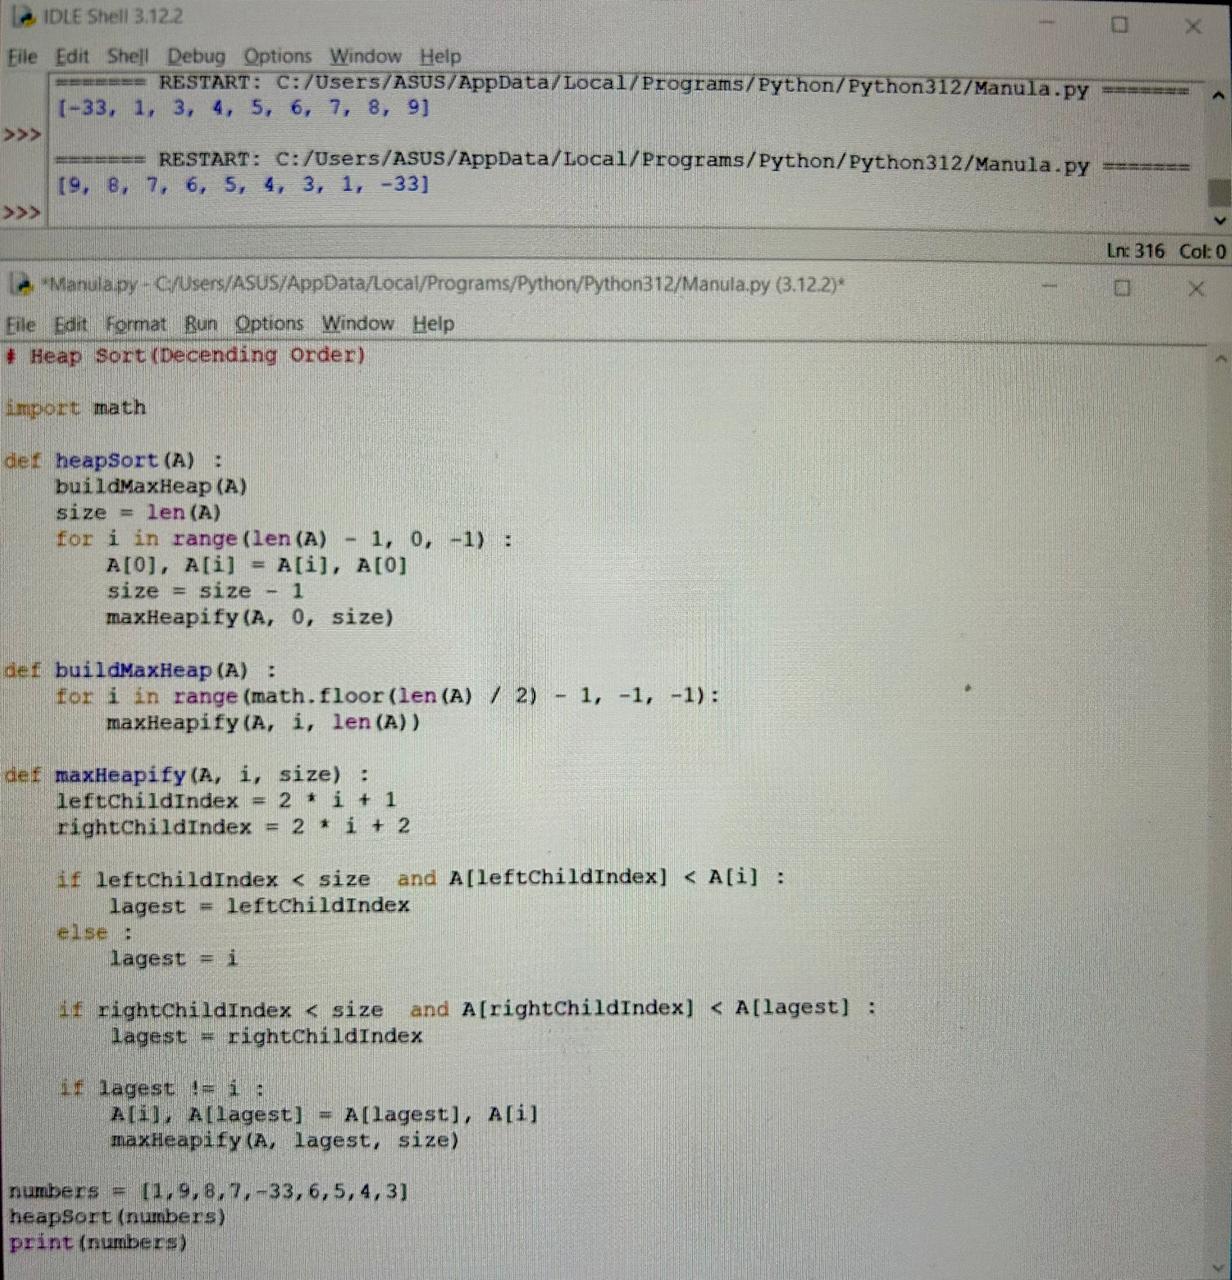 IDLE Shell 3.12.2
File Edit Shell Debug Options Window Help
======= RESTART: C:/Users/ASUS/AppData/Local/Programs/Python/Python312/Manula.py =======
[-33, 1, 3, 4, 5, 6, 7, 8, 9]
>>>
======= RESTART: C:/Users/ASUS/AppData/Local/Programs/Python/Python312/Manula.py =======
[9, 8, 7, 6, 5, 4, 3, 1, -33]
>>>
Ln: 316 Col: 0
*Manula.py - C:/Users/ASUS/AppData/Local/Programs/Python/Python312/Manula.py (3.12.2)*
File Edit Format Run Options Window Help
# Heap Sort(Decending Order)
import math
def heapSort(A) :
    buildMaxHeap(A)
    size = len(A)
    for i in range(len(A) - 1, 0, -1) :
        A[0], A[i] = A[i], A[0]
        size = size - 1
        maxHeapify(A, 0, size)
def buildMaxHeap(A) :
    for i in range(math.floor(len(A) / 2) - 1, -1, -1):
        maxHeapify(A, i, len(A))
def maxHeapify(A, i, size) :
    leftChildIndex = 2 * i + 1
    rightChildIndex = 2 * i + 2
    if leftChildIndex < size  and A[leftChildIndex] < A[i] :
        lagest = leftChildIndex
    else :
        lagest = i
    if rightChildIndex < size  and A[rightChildIndex] < A[lagest] :
        lagest = rightChildIndex
    if lagest != i :
        A[i], A[lagest] = A[lagest], A[i]
        maxHeapify(A, lagest, size)
numbers = [1,9,8,7,-33,6,5,4,3]
heapSort(numbers)
print(numbers)